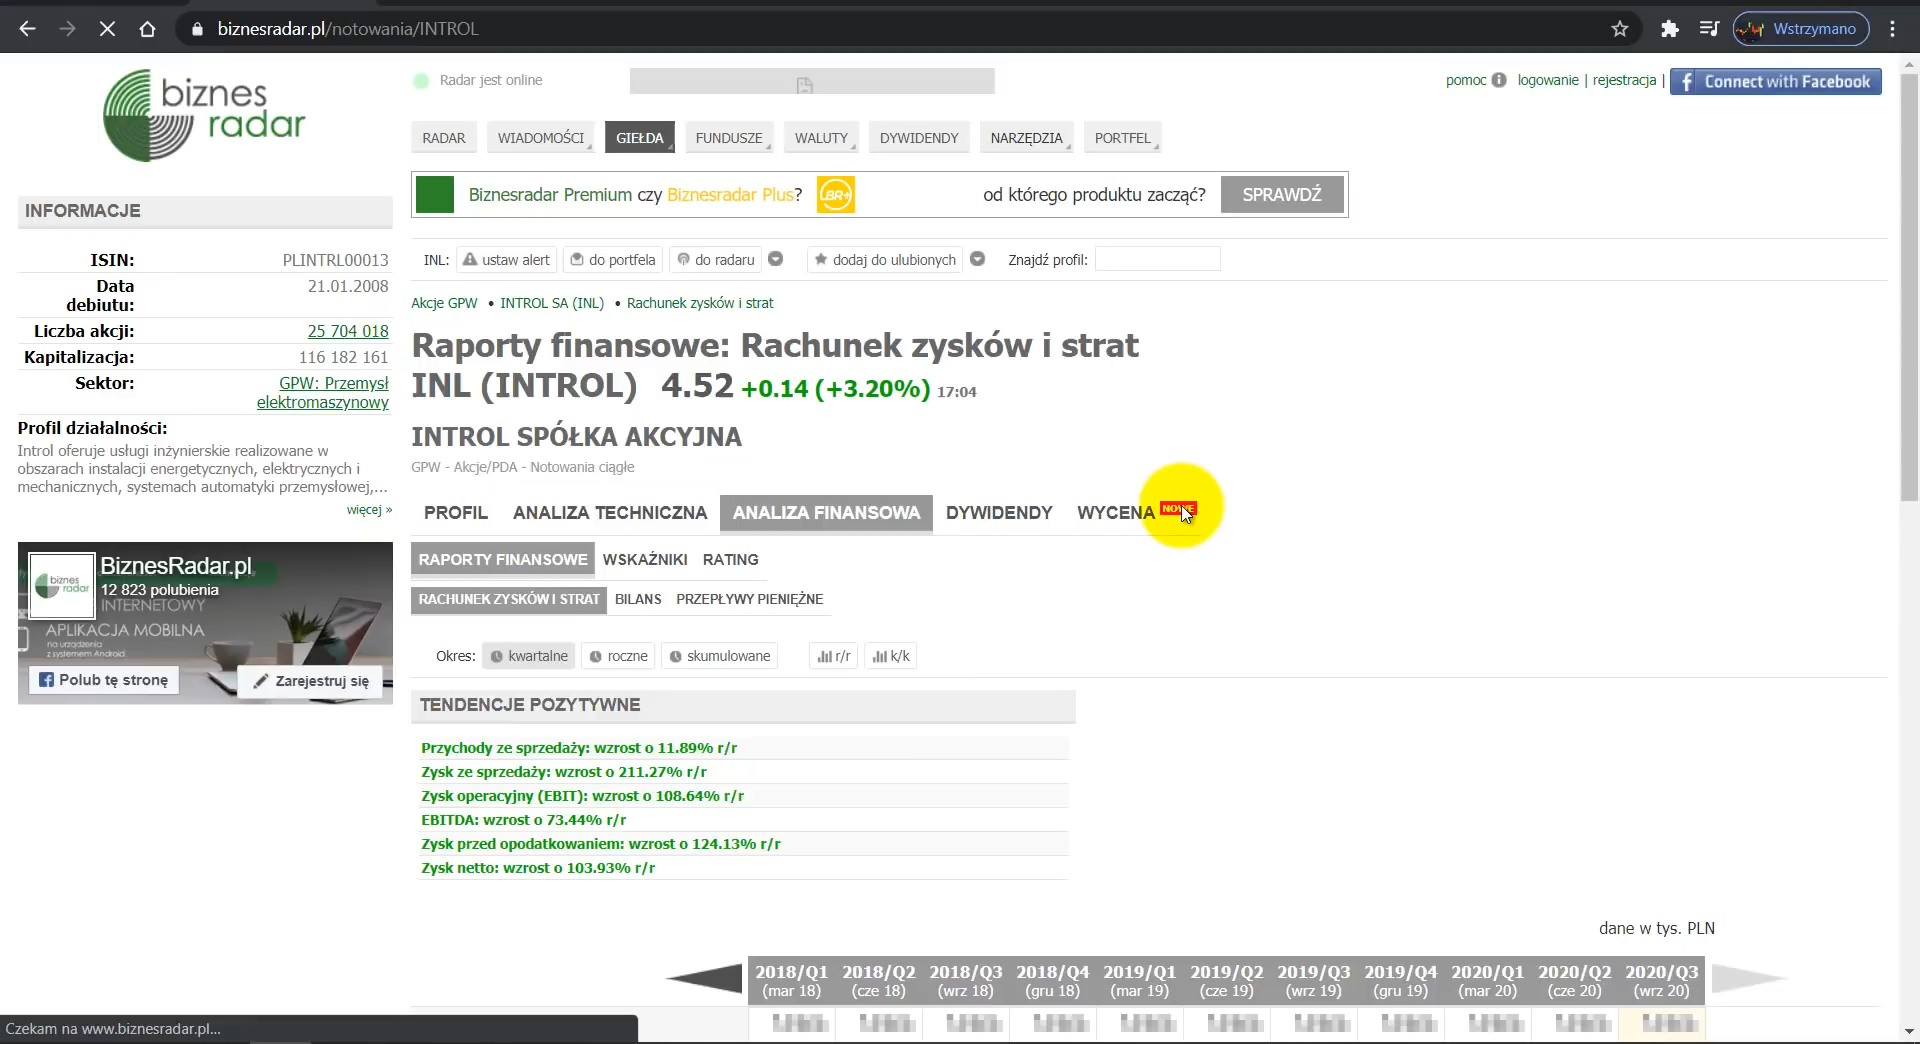 biznesradar.pl/notowania/INTROL
Wstrzymano
biznes
radar
Radar jest online
pomoc
logowanie | rejestracja |
Connect with Facebook
RADAR
WIADOMOŚCI
GIEŁDA
FUNDUSZE
WALUTY
DYWIDENDY
NARZĘDZIA
PORTFEL
Biznesradar Premium czy Biznesradar Plus?
BR+
od którego produktu zacząć?
SPRAWDŹ
INFORMACJE
ISIN: PLINTRL00013
Data debiutu: 21.01.2008
Liczba akcji: 25 704 018
Kapitalizacja: 116 182 161
Sektor: GPW: Przemysł
elektromaszynowy
Profil działalności:
Introl oferuje usługi inżynierskie realizowane w
obszarach instalacji energetycznych, elektrycznych i
mechanicznych, systemach automatyki przemysłowej,...
więcej »
biznes
radar
BiznesRadar.pl
12 823 polubienia
INTERNETOWY
APLIKACJA MOBILNA
na urządzenia
z systemem Android
Polub tę stronę
Zarejestruj się
INL:
ustaw alert
do portfela
do radaru
dodaj do ulubionych
Znajdź profil:
Akcje GPW • INTROL SA (INL) • Rachunek zysków i strat
Raporty finansowe: Rachunek zysków i strat
INL (INTROL) 4.52 +0.14 (+3.20%) 17:04
INTROL SPÓŁKA AKCYJNA
GPW - Akcje/PDA - Notowania ciągłe
PROFIL
ANALIZA TECHNICZNA
ANALIZA FINANSOWA
DYWIDENDY
WYCENA
NOWE
RAPORTY FINANSOWE
WSKAŹNIKI
RATING
RACHUNEK ZYSKÓW I STRAT
BILANS
PRZEPŁYWY PIENIĘŻNE
Okres:
kwartalne
roczne
skumulowane
r/r
k/k
TENDENCJE POZYTYWNE
Przychody ze sprzedaży: wzrost o 11.89% r/r
Zysk ze sprzedaży: wzrost o 211.27% r/r
Zysk operacyjny (EBIT): wzrost o 108.64% r/r
EBITDA: wzrost o 73.44% r/r
Zysk przed opodatkowaniem: wzrost o 124.13% r/r
Zysk netto: wzrost o 103.93% r/r
dane w tys. PLN
2018/Q1 2018/Q2 2018/Q3 2018/Q4 2019/Q1 2019/Q2 2019/Q3 2019/Q4 2020/Q1 2020/Q2 2020/Q3
(mar 18) (cze 18) (wrz 18) (gru 18) (mar 19) (cze 19) (wrz 19) (gru 19) (mar 20) (cze 20) (wrz 20)
Czekam na www.biznesradar.pl...